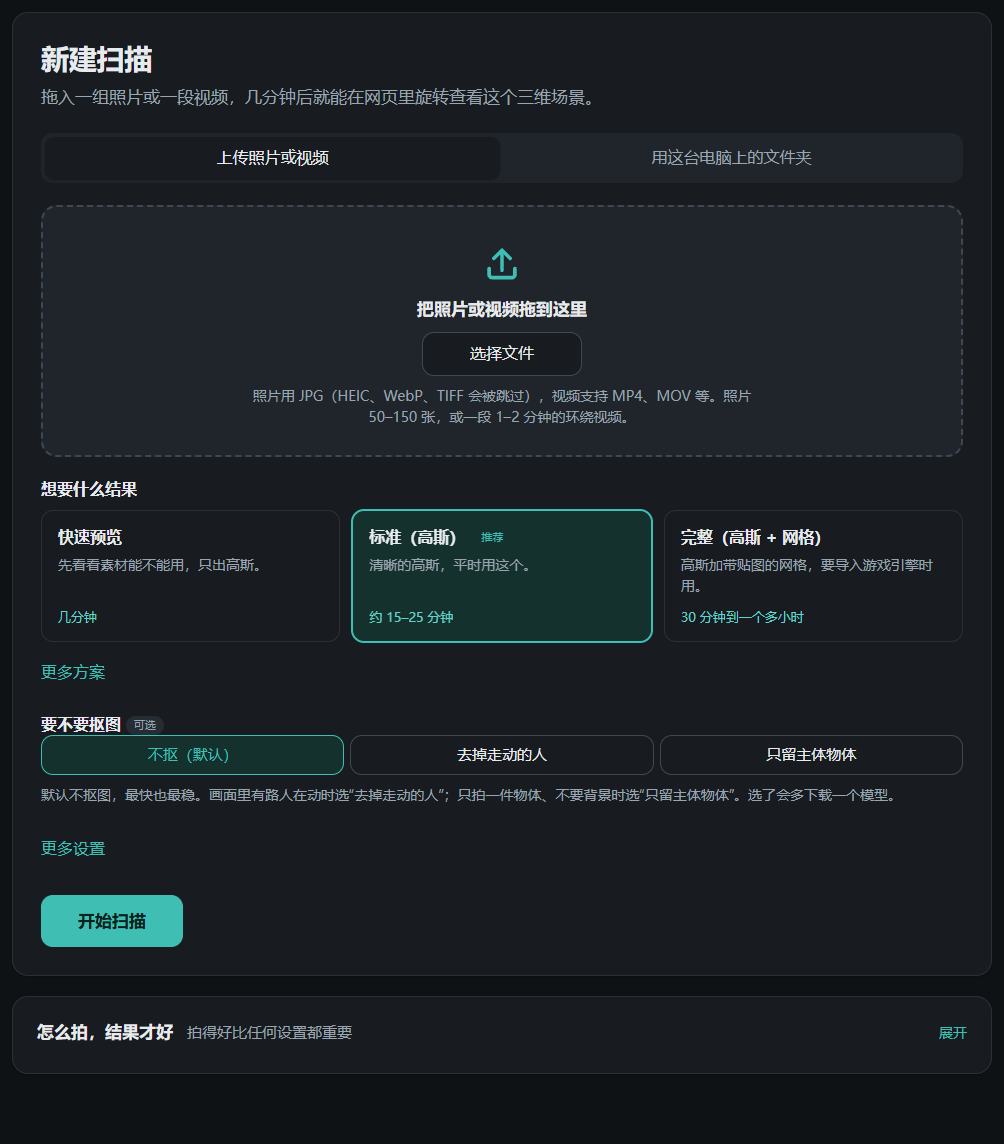 新建扫描
拖入一组照片或一段视频，几分钟后就能在网页里旋转查看这个三维场景。
上传照片或视频
用这台电脑上的文件夹
把照片或视频拖到这里
选择文件
照片用 JPG（HEIC、WebP、TIFF 会被跳过），视频支持 MP4、MOV 等。照片
50–150 张，或一段 1–2 分钟的环绕视频。
想要什么结果
快速预览
先看看素材能不能用，只出高斯。
几分钟
标准（高斯） 推荐
清晰的高斯，平时用这个。
约 15–25 分钟
完整（高斯 + 网格）
高斯加带贴图的网格，要导入游戏引擎时
用。
30 分钟到一个多小时
更多方案
要不要抠图 可选
不抠（默认）
去掉走动的人
只留主体物体
默认不抠图，最快也最稳。画面里有路人在动时选“去掉走动的人”；只拍一件物体、不要背景时选“只留主体物体”。选了会多下载一个模型。
更多设置
开始扫描
怎么拍，结果才好 拍得好比任何设置都重要
展开